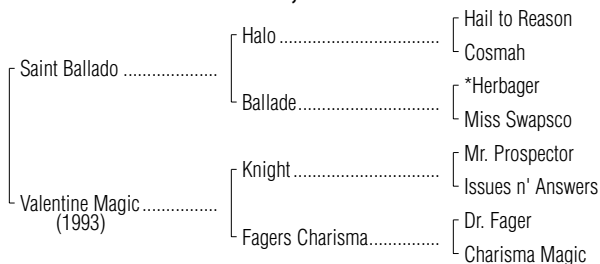 Hail to Reason
Halo
Cosmah
Saint Ballado
*Herbager
Ballade
Miss Swapsco
Mr. Prospector
Knight
Issues n' Answers
Valentine Magic
(1993)
Dr. Fager
Fagers Charisma
Charisma Magic